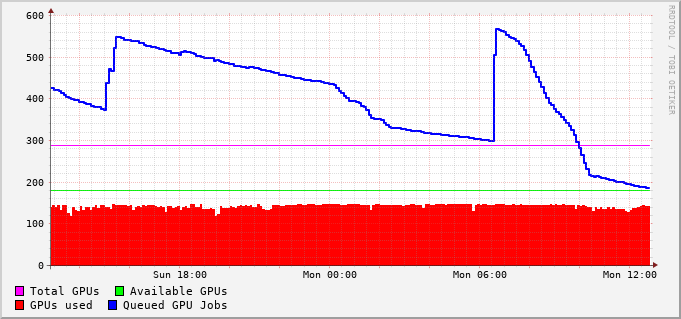 600
500
400
300
200
100
0
Sun 18:00 Mon 00:00 Mon 06:00 Mon 12:00
Total GPUs Available GPUs
GPUs used Queued GPU Jobs
RRDTOOL / TOBI OETIKER